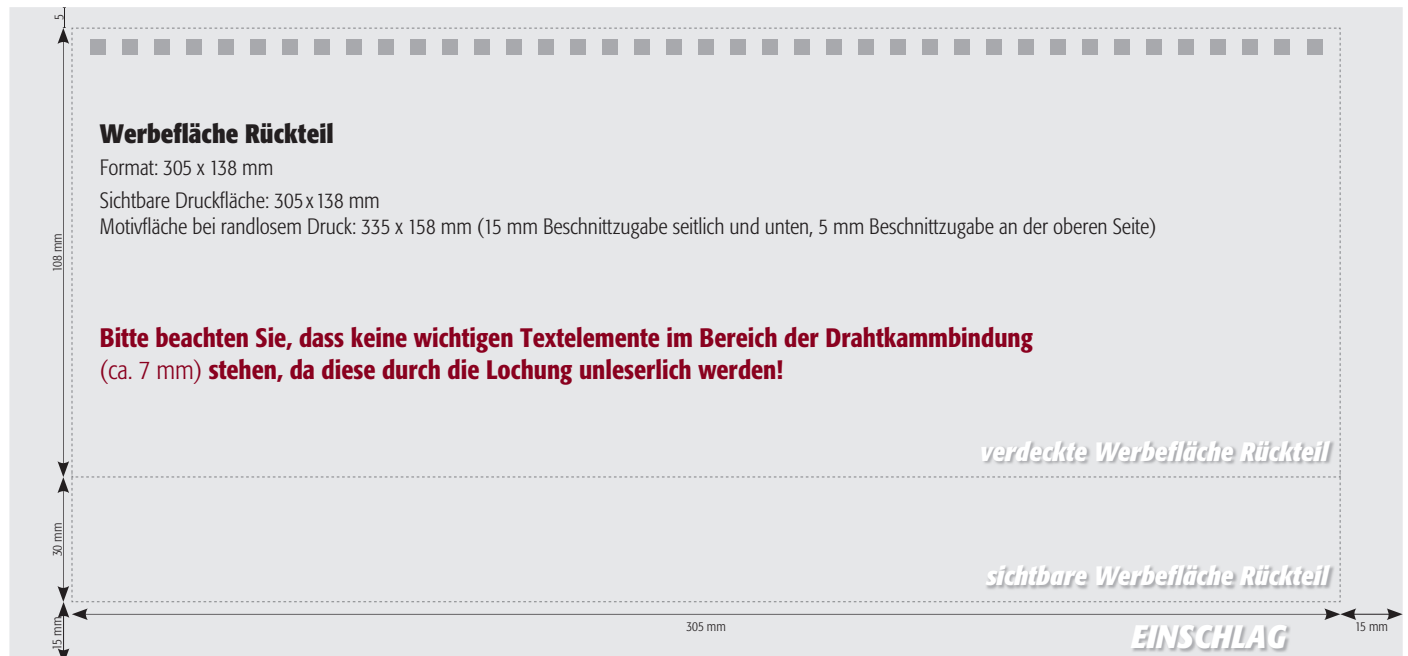 5
Werbefläche Rückteil
Format: 305 x 138 mm
Sichtbare Druckfläche: 305 x 138 mm
Motivfläche bei randlosem Druck: 335 x 158 mm (15 mm Beschnittzugabe seitlich und unten, 5 mm Beschnittzugabe an der oberen Seite)
108 mm
Bitte beachten Sie, dass keine wichtigen Textelemente im Bereich der Drahtkammbindung
(ca. 7 mm) stehen, da diese durch die Lochung unleserlich werden!
verdeckte Werbefläche Rückteil
30 mm
sichtbare Werbefläche Rückteil
15 mm
305 mm
15 mm
EINSCHLAG